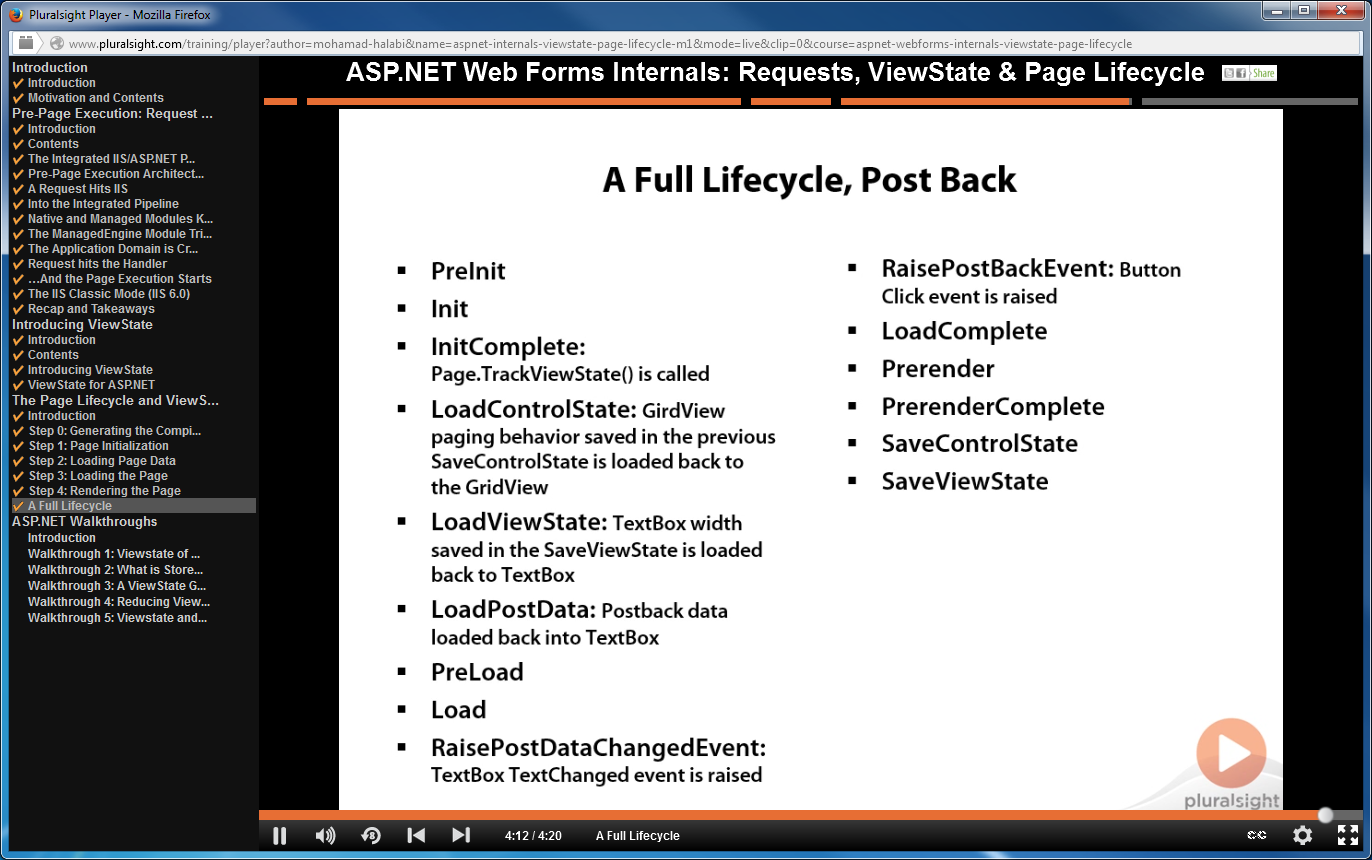 Pluralsight Player - Mozilla Firefox
www.pluralsight.com/training/player?author=mohamad-halabi&name=aspnet-internals-viewstate-page-lifecycle-m1&mode=live&clip=0&course=aspnet-webforms-internals-viewstate-page-lifecycle
Introduction
Introduction
Motivation and Contents
Pre-Page Execution: Request ...
Introduction
Contents
The Integrated IIS/ASP.NET P...
Pre-Page Execution Architect...
A Request Hits IIS
Into the Integrated Pipeline
Native and Managed Modules K...
The ManagedEngine Module Tri...
The Application Domain is Cr...
Request hits the Handler
...And the Page Execution Starts
The IIS Classic Mode (IIS 6.0)
Recap and Takeaways
Introducing ViewState
Introduction
Contents
Introducing ViewState
ViewState for ASP.NET
The Page Lifecycle and ViewS...
Introduction
Step 0: Generating the Compi...
Step 1: Page Initialization
Step 2: Loading Page Data
Step 3: Loading the Page
Step 4: Rendering the Page
A Full Lifecycle
ASP.NET Walkthroughs
Introduction
Walkthrough 1: Viewstate of ...
Walkthrough 2: What is Store...
Walkthrough 3: A ViewState G...
Walkthrough 4: Reducing View...
Walkthrough 5: Viewstate and...
ASP.NET Web Forms Internals: Requests, ViewState & Page Lifecycle
Share
A Full Lifecycle, Post Back
PreInit
Init
InitComplete:
Page.TrackViewState() is called
LoadControlState: GirdView
paging behavior saved in the previous
SaveControlState is loaded back to
the GridView
LoadViewState: TextBox width
saved in the SaveViewState is loaded
back to TextBox
LoadPostData: Postback data
loaded back into TextBox
PreLoad
Load
RaisePostDataChangedEvent:
TextBox TextChanged event is raised
RaisePostBackEvent: Button
Click event is raised
LoadComplete
Prerender
PrerenderComplete
SaveControlState
SaveViewState
pluralsight
8
4:12 / 4:20
A Full Lifecycle
cc